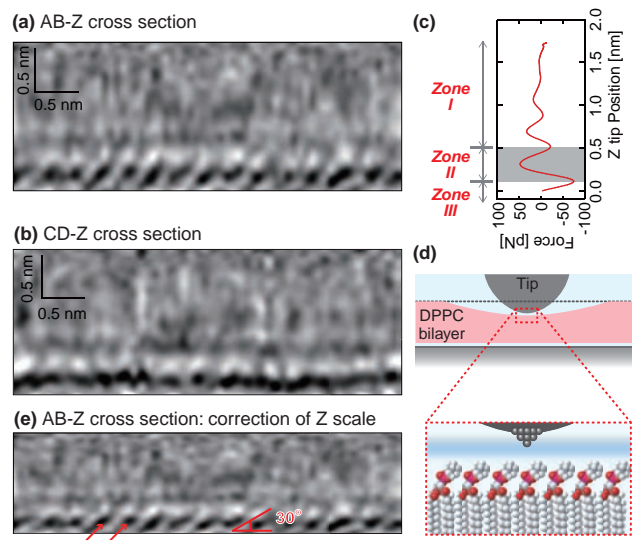 (a) AB-Z cross section
0.5 nm
0.5 nm
(b) CD-Z cross section
0.5 nm
0.5 nm
(e) AB-Z cross section: correction of Z scale
30°
(c)
Zone
I
Zone
II
Zone
III
2.0
1.5
1.0
0.5
0.0
Z tip Position [nm]
100
50
0
-50
-100
Force [pN]
(d)
Tip
DPPC
bilayer